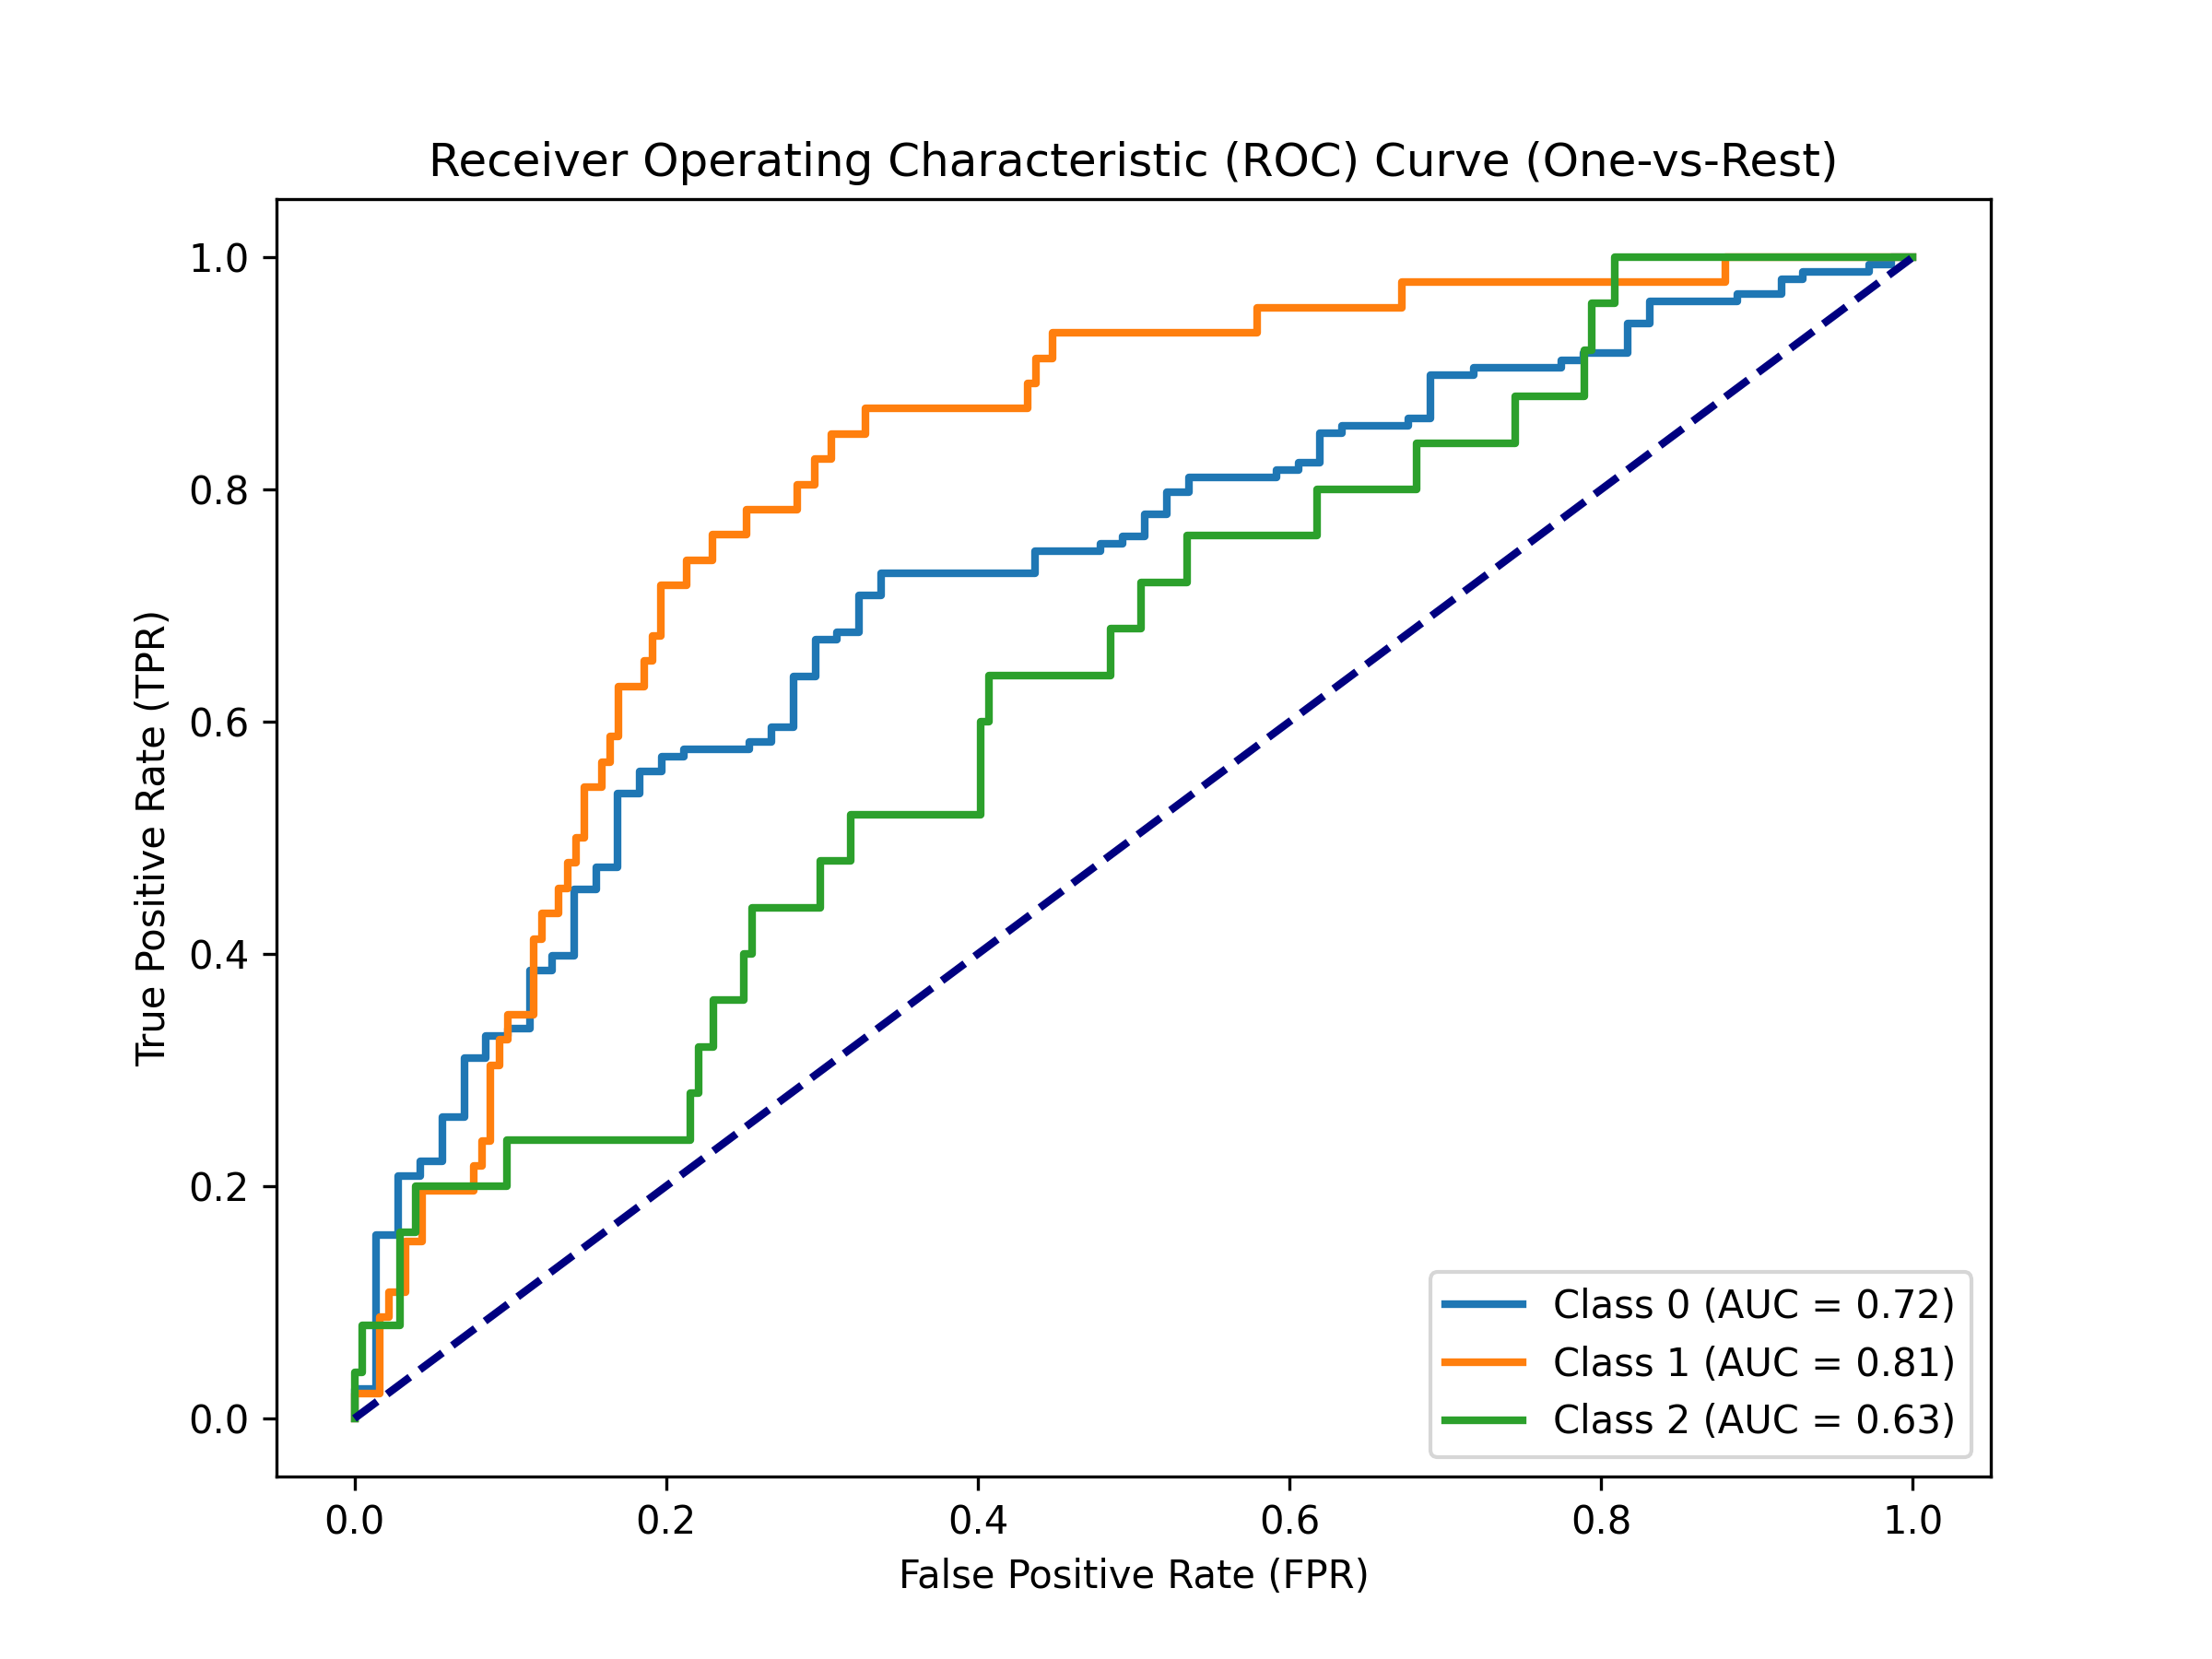 Receiver Operating Characteristic (ROC) Curve (One-vs-Rest)
True Positive Rate (TPR)
1.0
0.8
0.6
0.4
0.2
0.0
0.0 0.2 0.4 0.6 0.8 1.0
False Positive Rate (FPR)
Class 0 (AUC = 0.72)
Class 1 (AUC = 0.81)
Class 2 (AUC = 0.63)